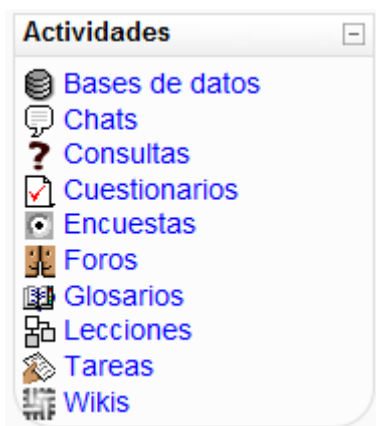 Actividades
Bases de datos
Chats
Consultas
Cuestionarios
Encuestas
Foros
Glosarios
Lecciones
Tareas
Wikis